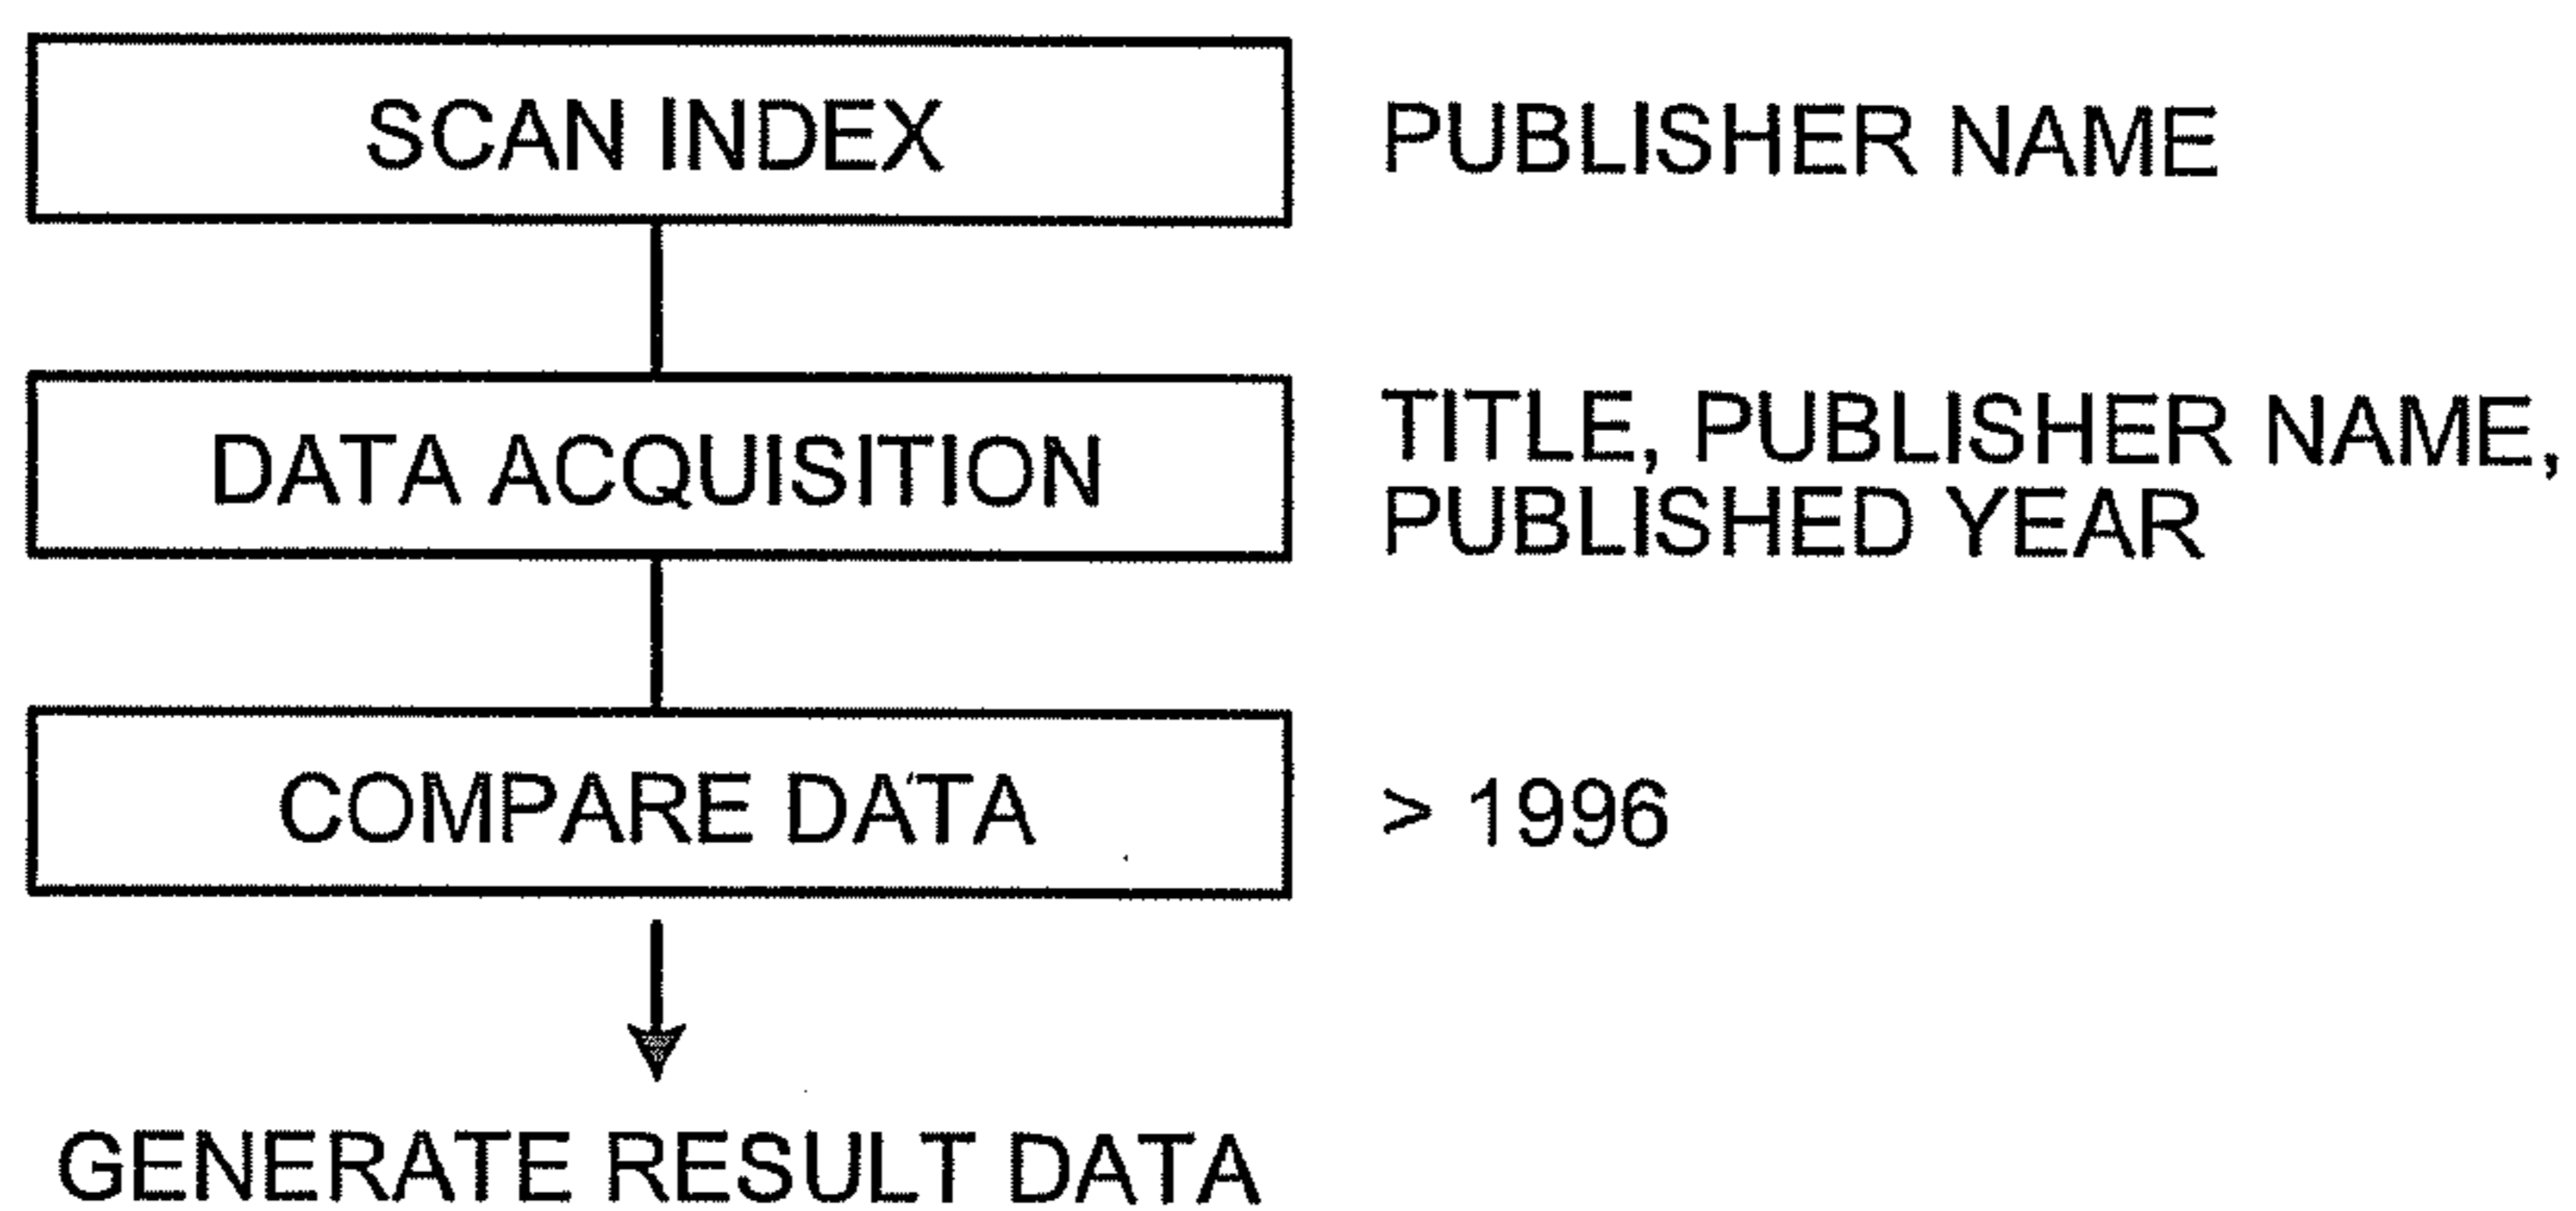 SCAN INDEX
PUBLISHER NAME
DATA ACQUISITION
TITLE, PUBLISHER NAME,
PUBLISHED YEAR
COMPARE DATA
> 1996
GENERATE RESULT DATA